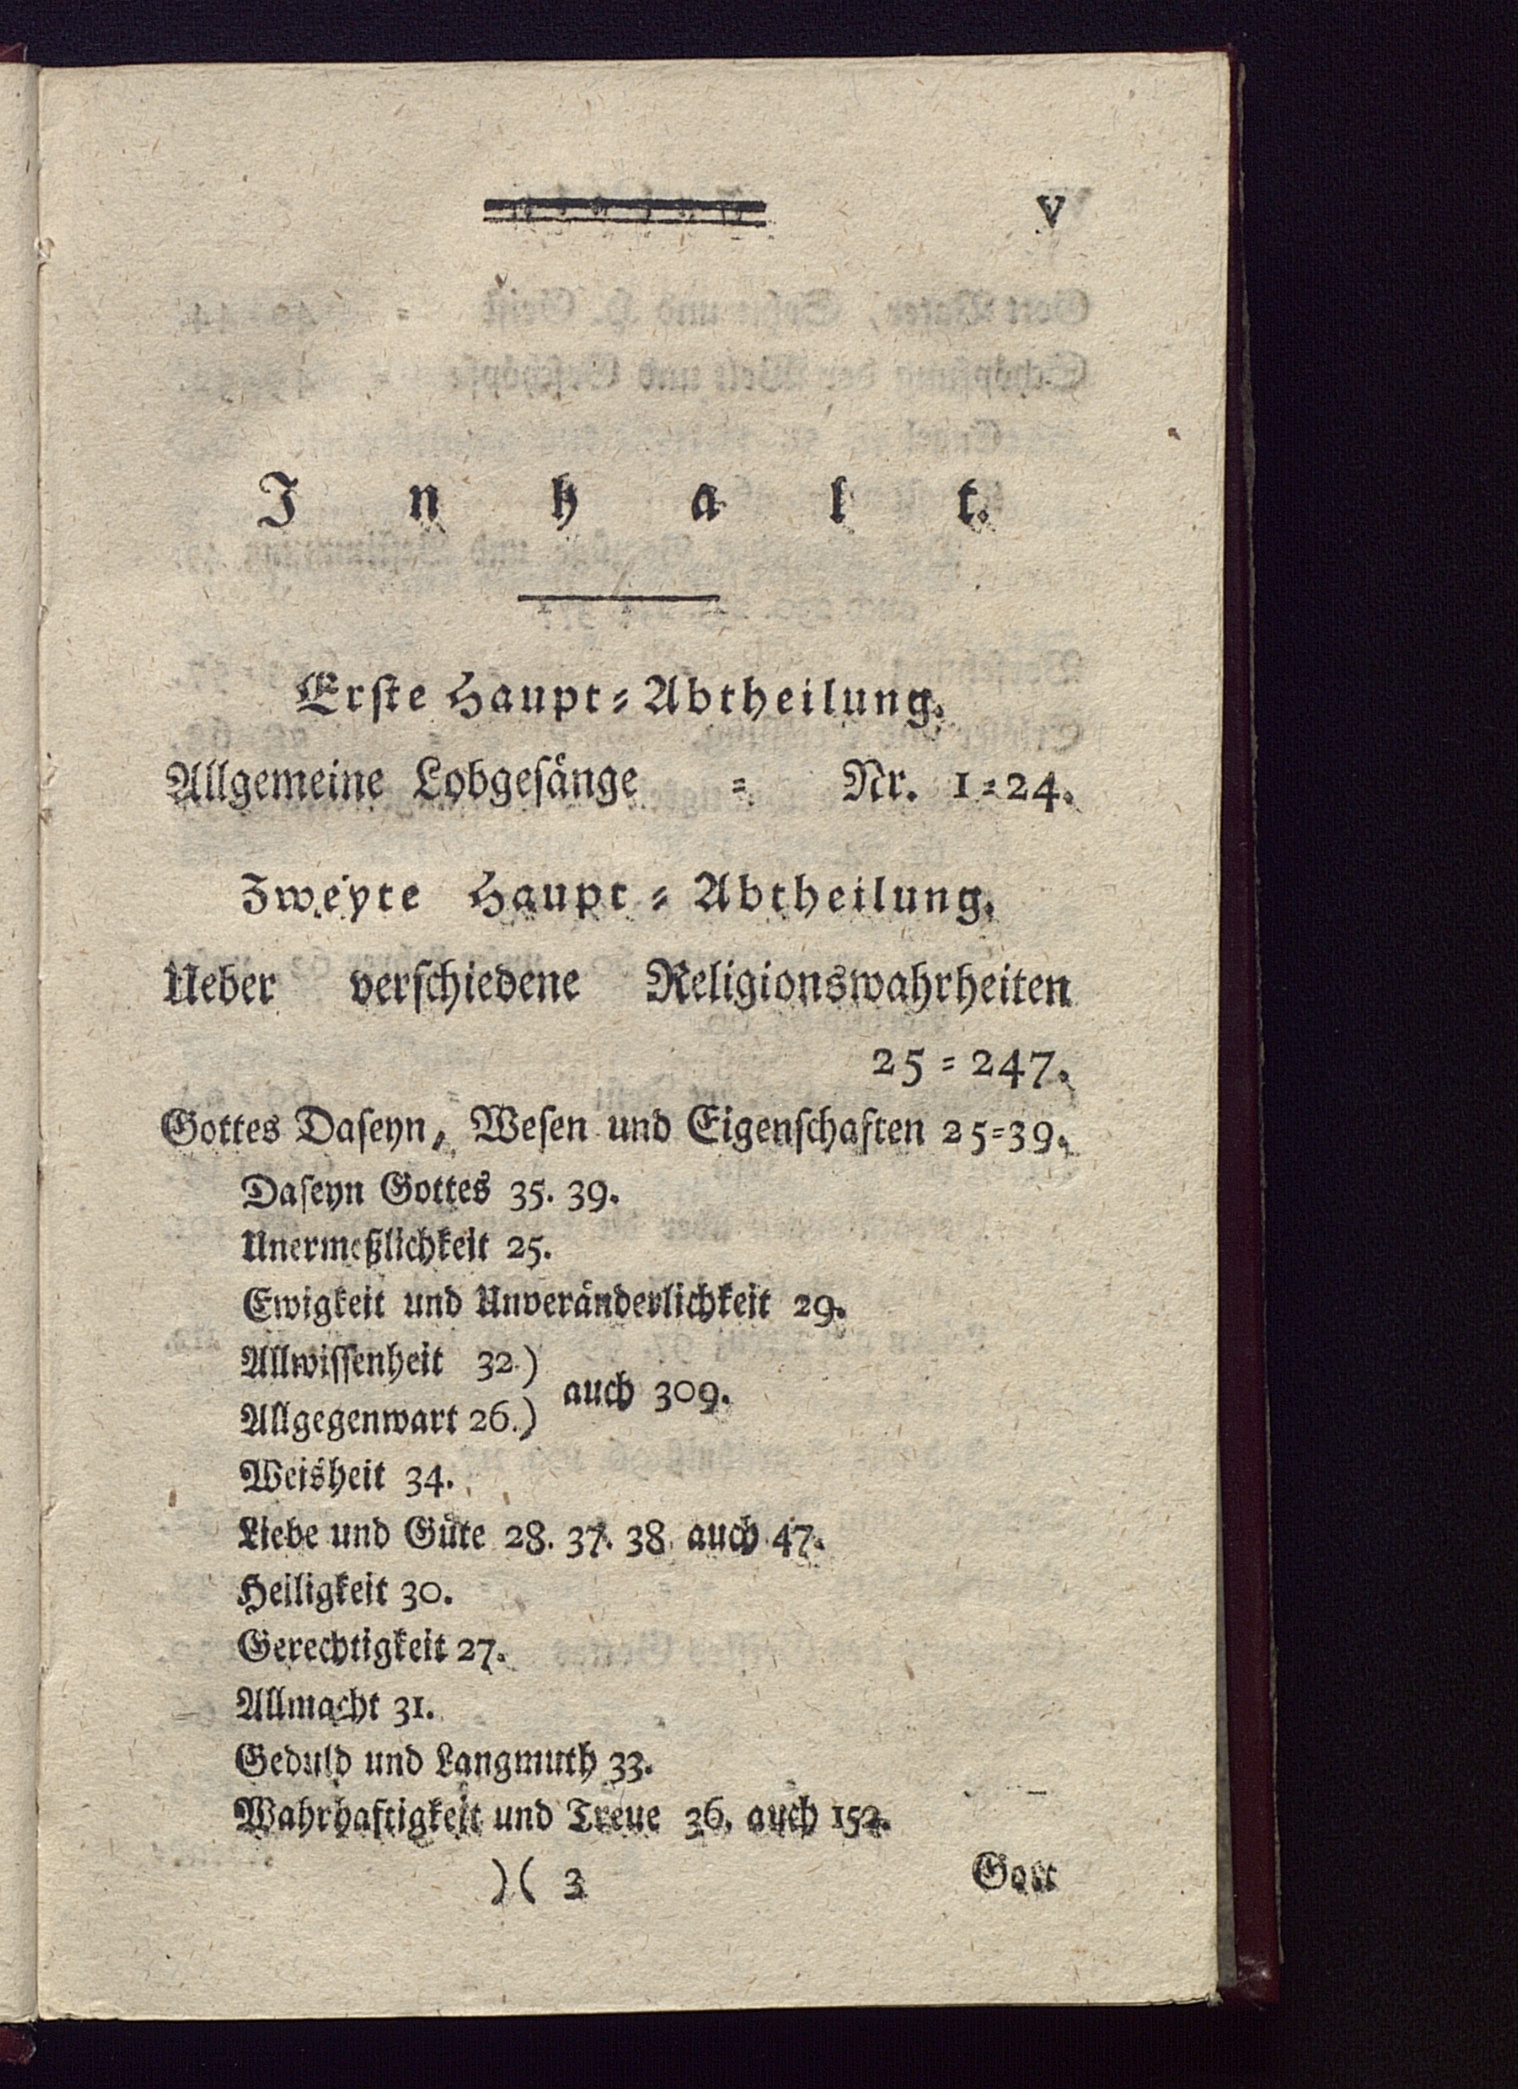 V
Inhalt.
Erſte Haupt=Abtheilung.
Allgemeine Lobgeſänge = Nr. 1=24.
Zweyte Haupt=Abtheilung.
Ueber verſchiedene Religionswahrheiten
25=247.
Gottes Daſeyn, Weſen und Eigenſchaften 25=39.
Daſeyn Gottes 35. 39.
Unermeßlichkeit 25.
Ewigkeit und Unveränderlichkeit 29.
Allwiſſenheit 32.)
auch 309.
Allgegenwart 26.)
Weisheit 34.
Liebe und Güte 28. 37. 38 auch 47.
Heiligkeit 30.
Gerechtigkeit 27.
Allmacht 31.
Geduld und Langmuth 33.
Wahrhaftigkeit und Treue 36. auch 152.
)( 3
Gott